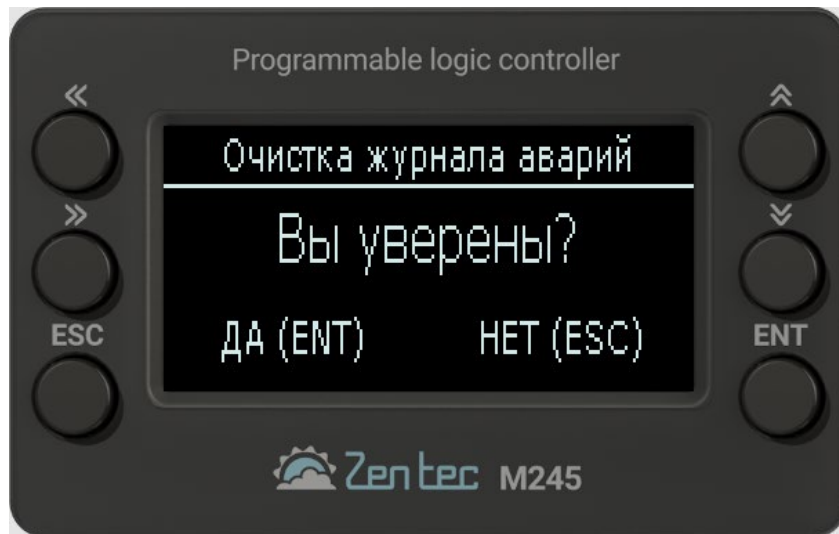 Programmable logic controller
«
Очистка журнала аварий
»
Вы уверены?
ESC
ДА (ENT) НЕТ (ESC)
ENT
Zentec M245